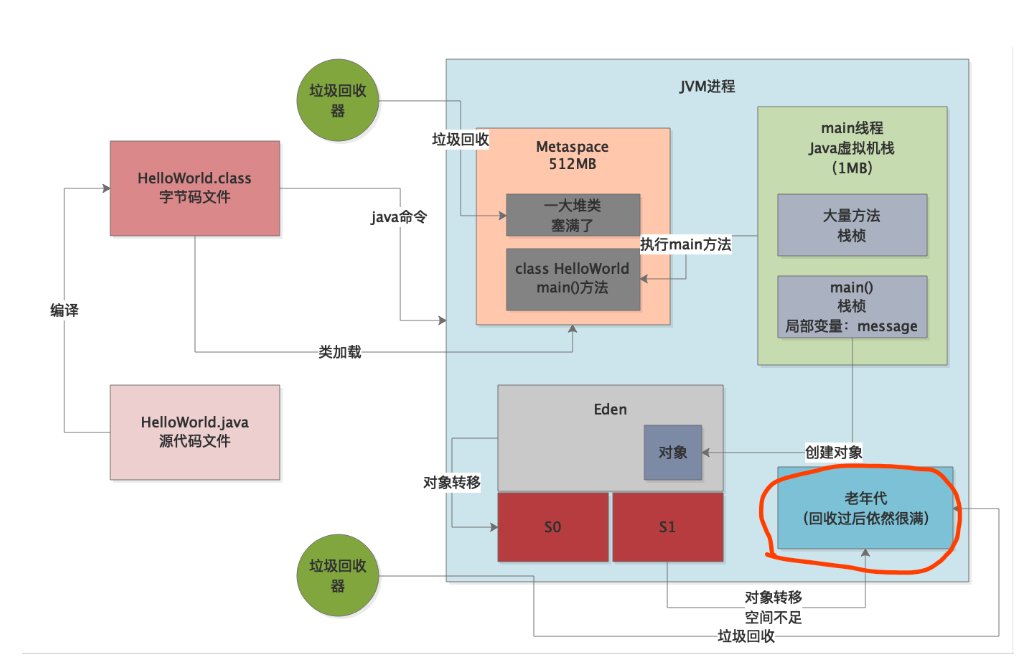 垃圾回收
器
JVM进程
垃圾回收
Metaspace
512MB
main线程
Java虚拟机栈
（1MB）
HelloWorld.class
字节码文件
java命令
一大堆类
塞满了
大量方法
栈桢
执行main方法
class HelloWorld
main()方法
main()
栈桢
局部变量：message
编译
类加载
HelloWorld.java
源代码文件
Eden
对象
创建对象
对象转移
S0
S1
老年代
（回收过后依然很满）
垃圾回收
器
对象转移
空间不足
垃圾回收